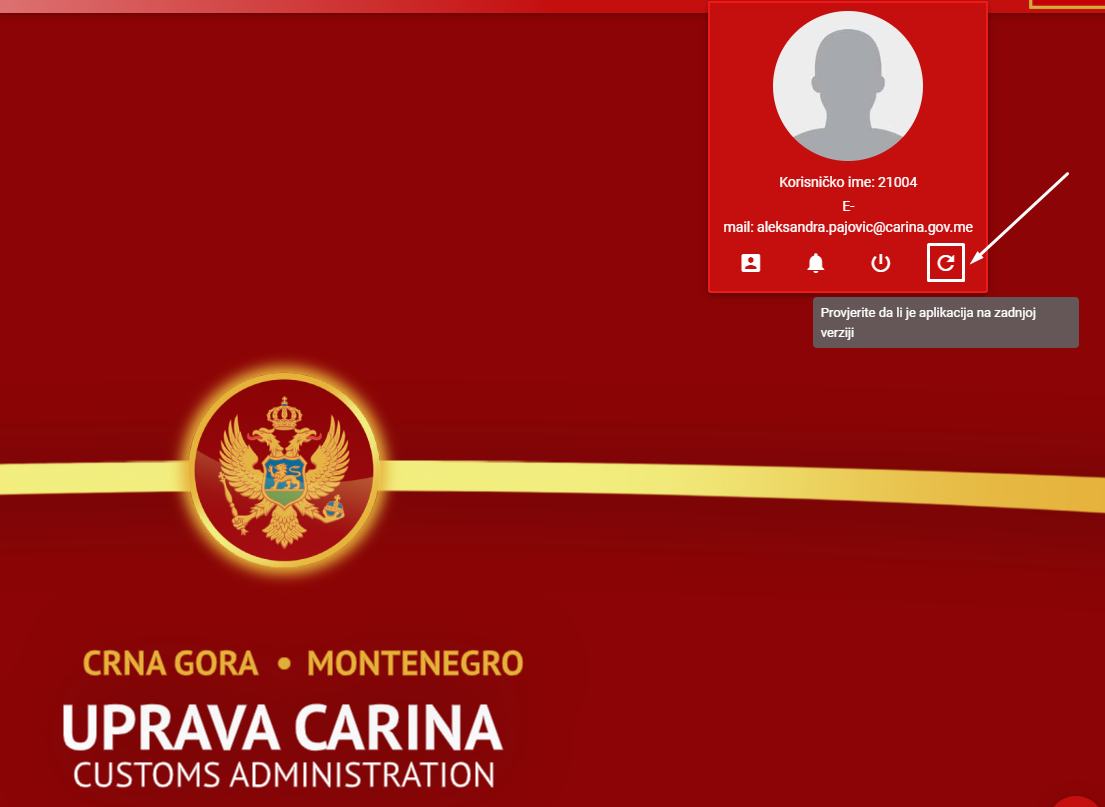 Korisničko ime: 21004
E-
mail: aleksandra.pajovic@carina.gov.me
Provjerite da li je aplikacija na zadnjoj
verziji
CRNA GORA • MONTENEGRO
UPRAVA CARINA
CUSTOMS ADMINISTRATION